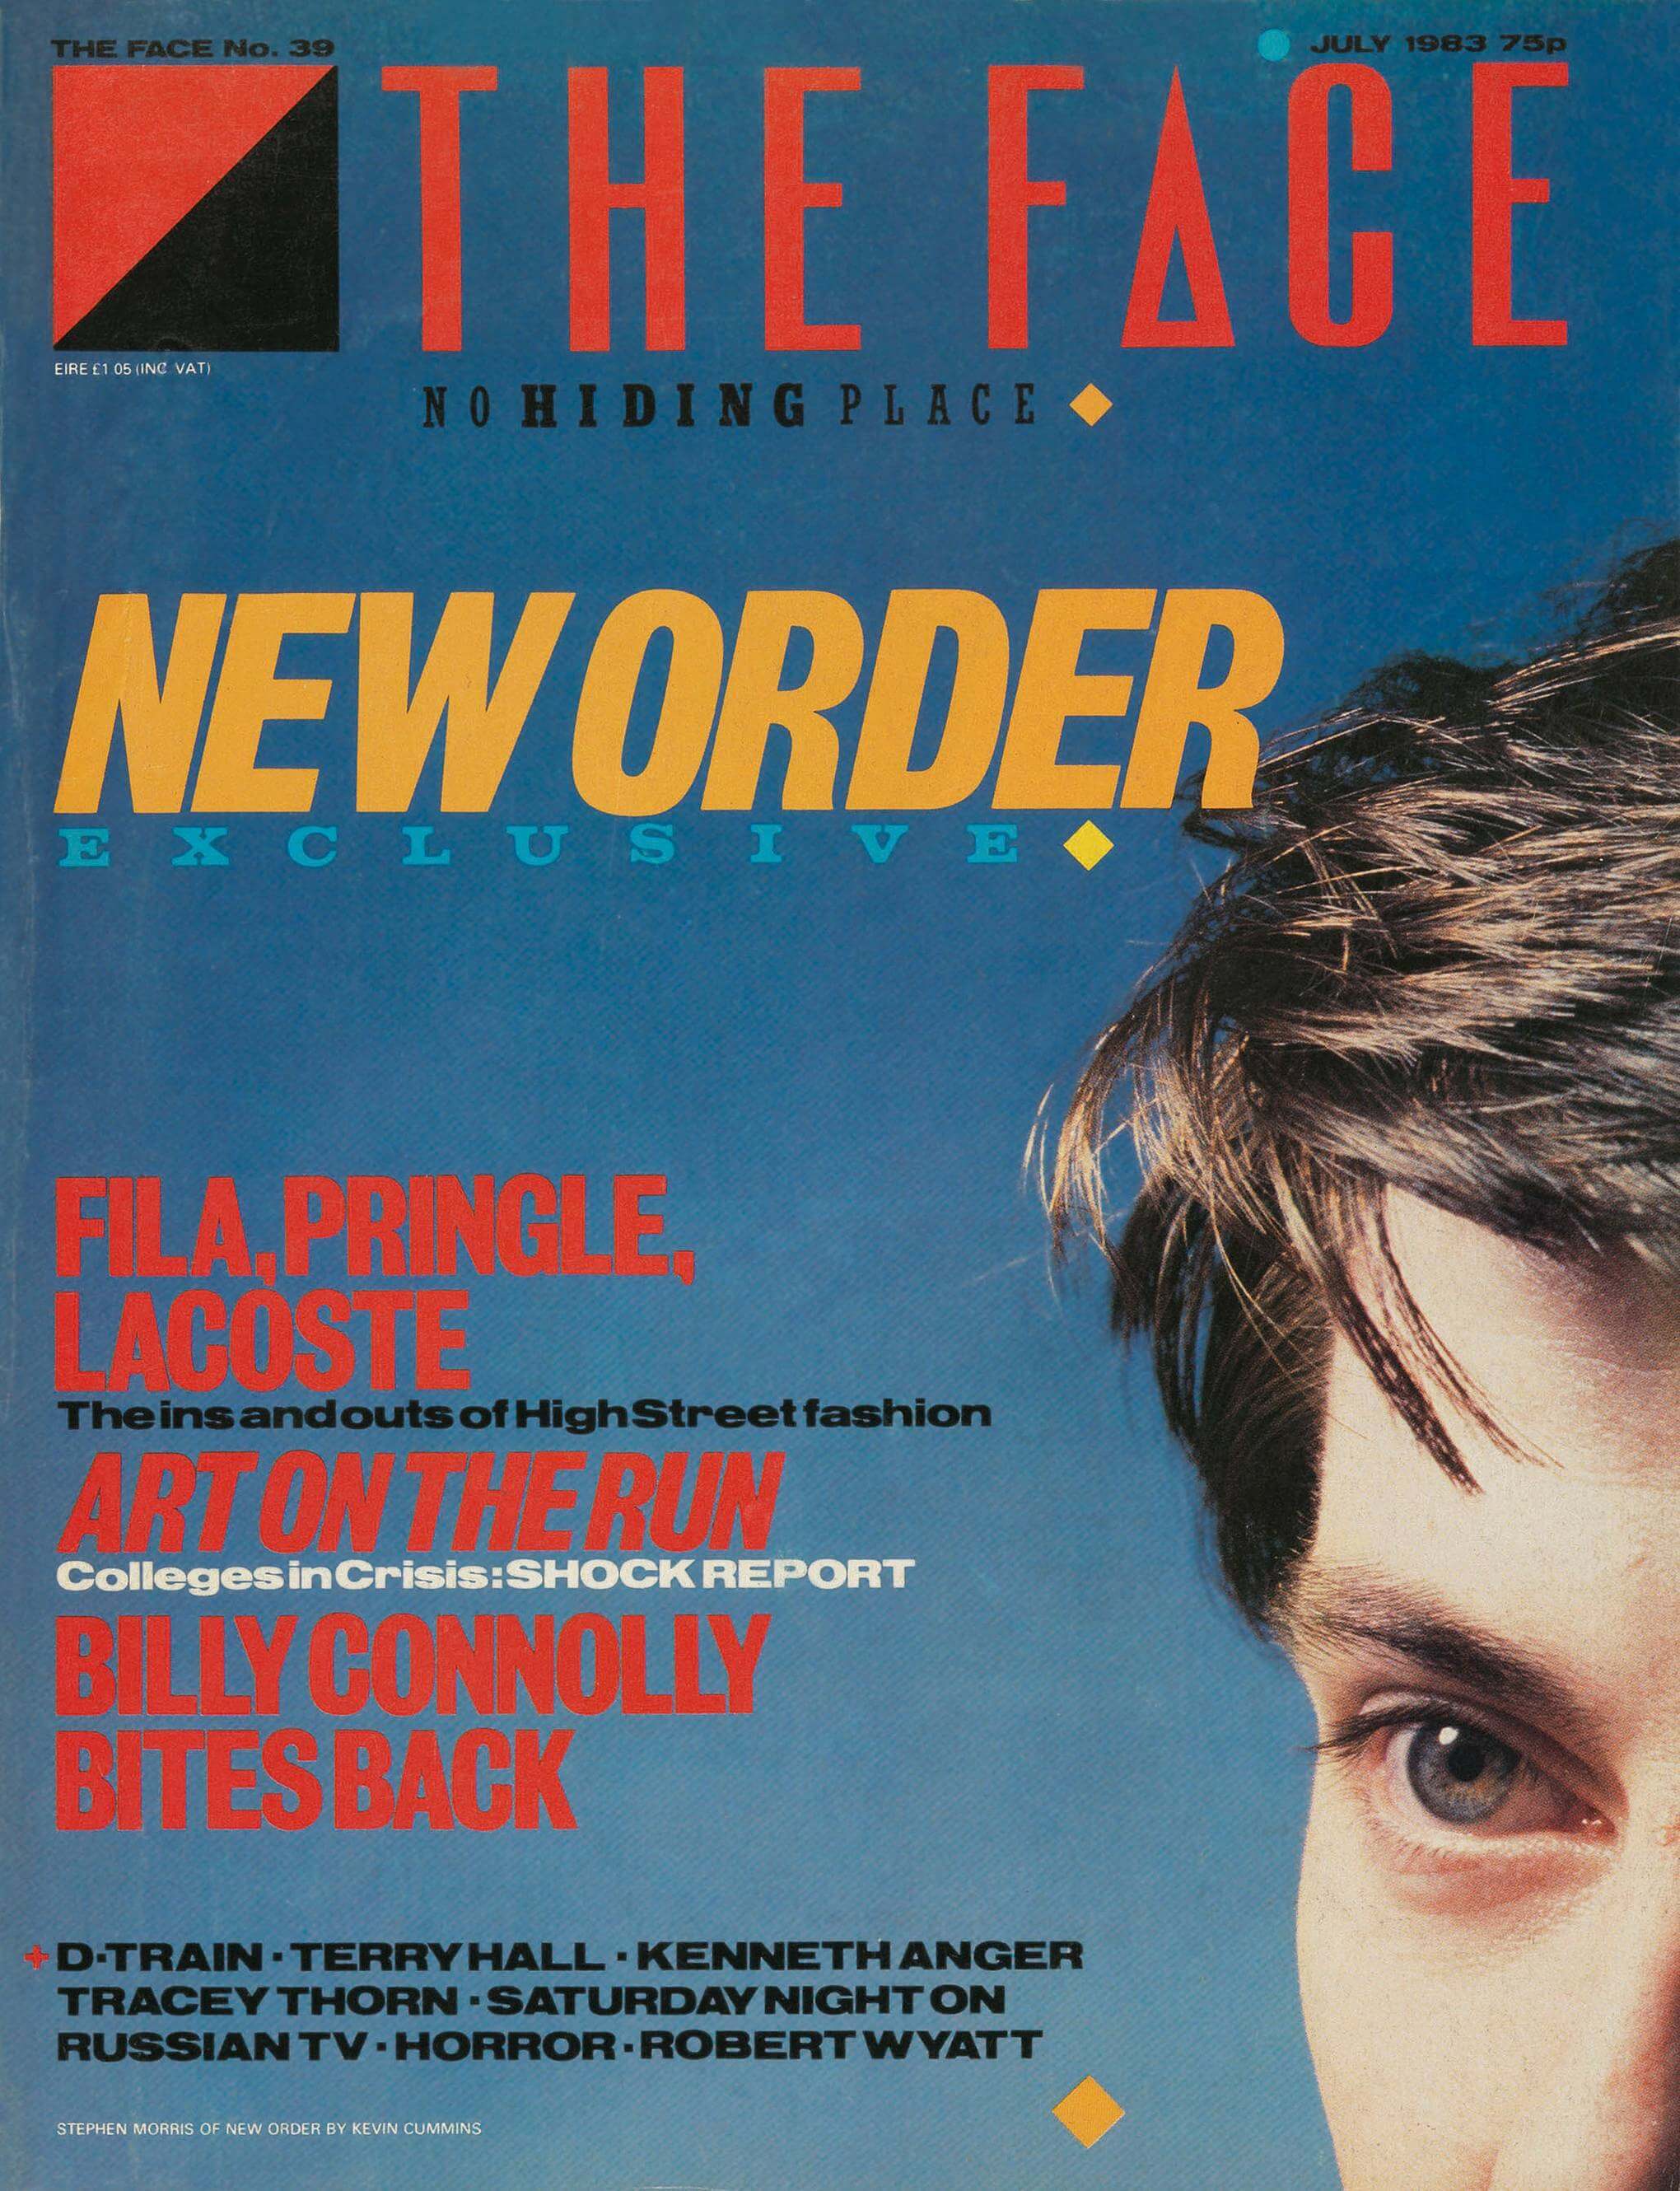 THE FACE No. 39
JULY 1983 75p
THE FACE
EIRE £1 05 (INC VAT)
NO HIDING PLACE
NEW ORDER
EXCLUSIVE
FILA, PRINGLE,
LACOSTE
The ins and outs of High Street fashion
ART ON THE RUN
Colleges in Crisis: SHOCK REPORT
BILLY CONNOLLY
BITES BACK
+ D·TRAIN · TERRY HALL · KENNETH ANGER
TRACEY THORN · SATURDAY NIGHT ON
RUSSIAN TV · HORROR · ROBERT WYATT
STEPHEN MORRIS OF NEW ORDER BY KEVIN CUMMINS